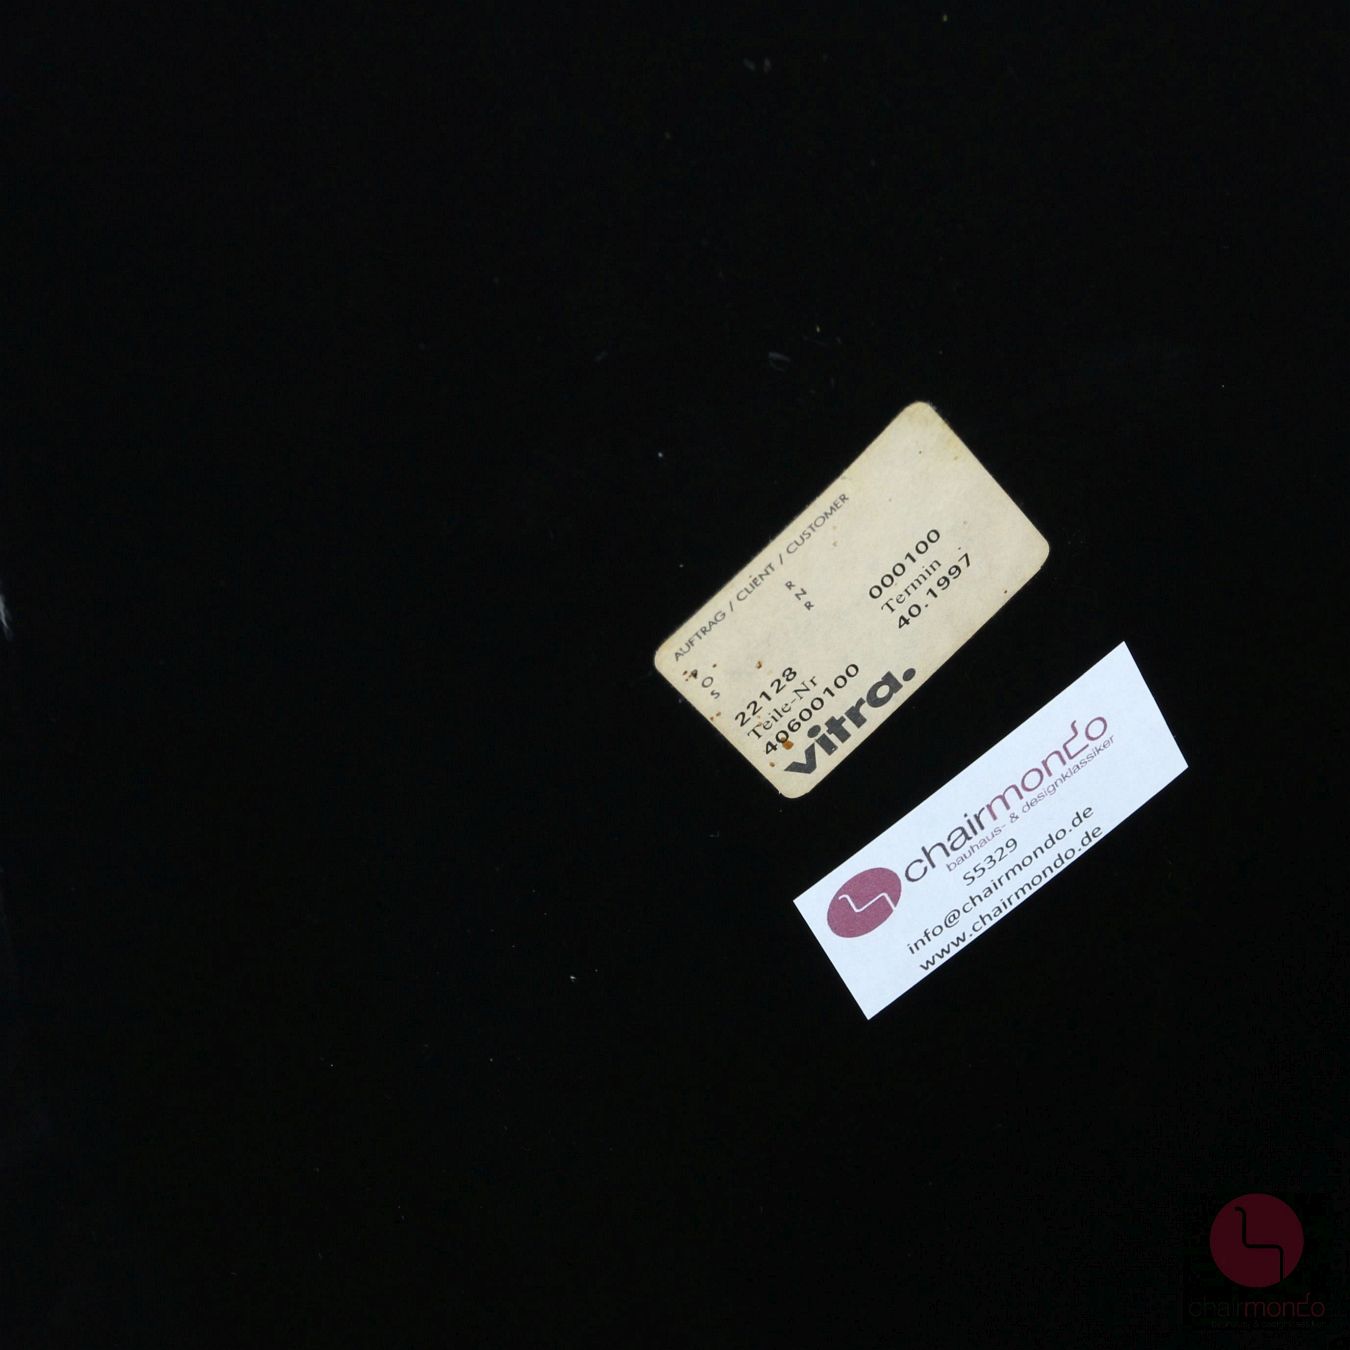 AUFTRAG / CLIENT / CUSTOMER
POS
RNR
22128
000100
Teile-Nr
Termin
40600100
40.1997
vitra.
chairmondo
bauhaus- & designklassiker
S5329
info@chairmondo.de
www.chairmondo.de
chairmondo